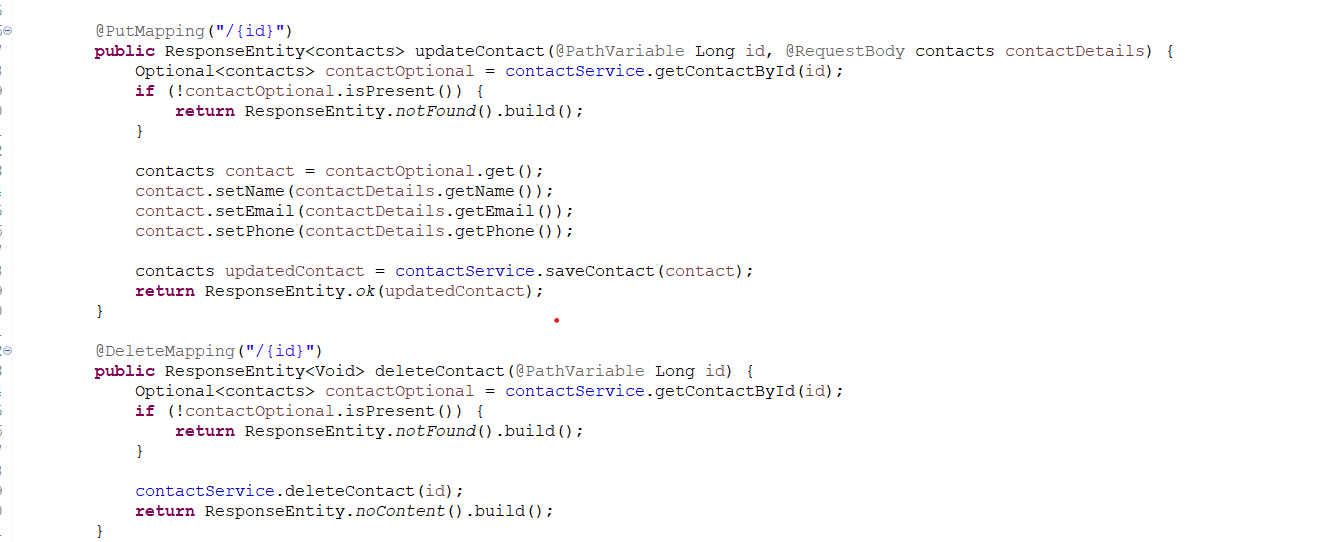 @PutMapping("/{id}")
public ResponseEntity<contacts> updateContact(@PathVariable Long id, @RequestBody contacts contactDetails) {
Optional<contacts> contactOptional = contactService.getContactById(id);
if (!contactOptional.isPresent()) {
return ResponseEntity.notFound().build();
}
contacts contact = contactOptional.get();
contact.setName(contactDetails.getName());
contact.setEmail(contactDetails.getEmail());
contact.setPhone(contactDetails.getPhone());
contacts updatedContact = contactService.saveContact(contact);
return ResponseEntity.ok(updatedContact);
}
@DeleteMapping("/{id}")
public ResponseEntity<Void> deleteContact(@PathVariable Long id) {
Optional<contacts> contactOptional = contactService.getContactById(id);
if (!contactOptional.isPresent()) {
return ResponseEntity.notFound().build();
}
contactService.deleteContact(id);
return ResponseEntity.noContent().build();
}